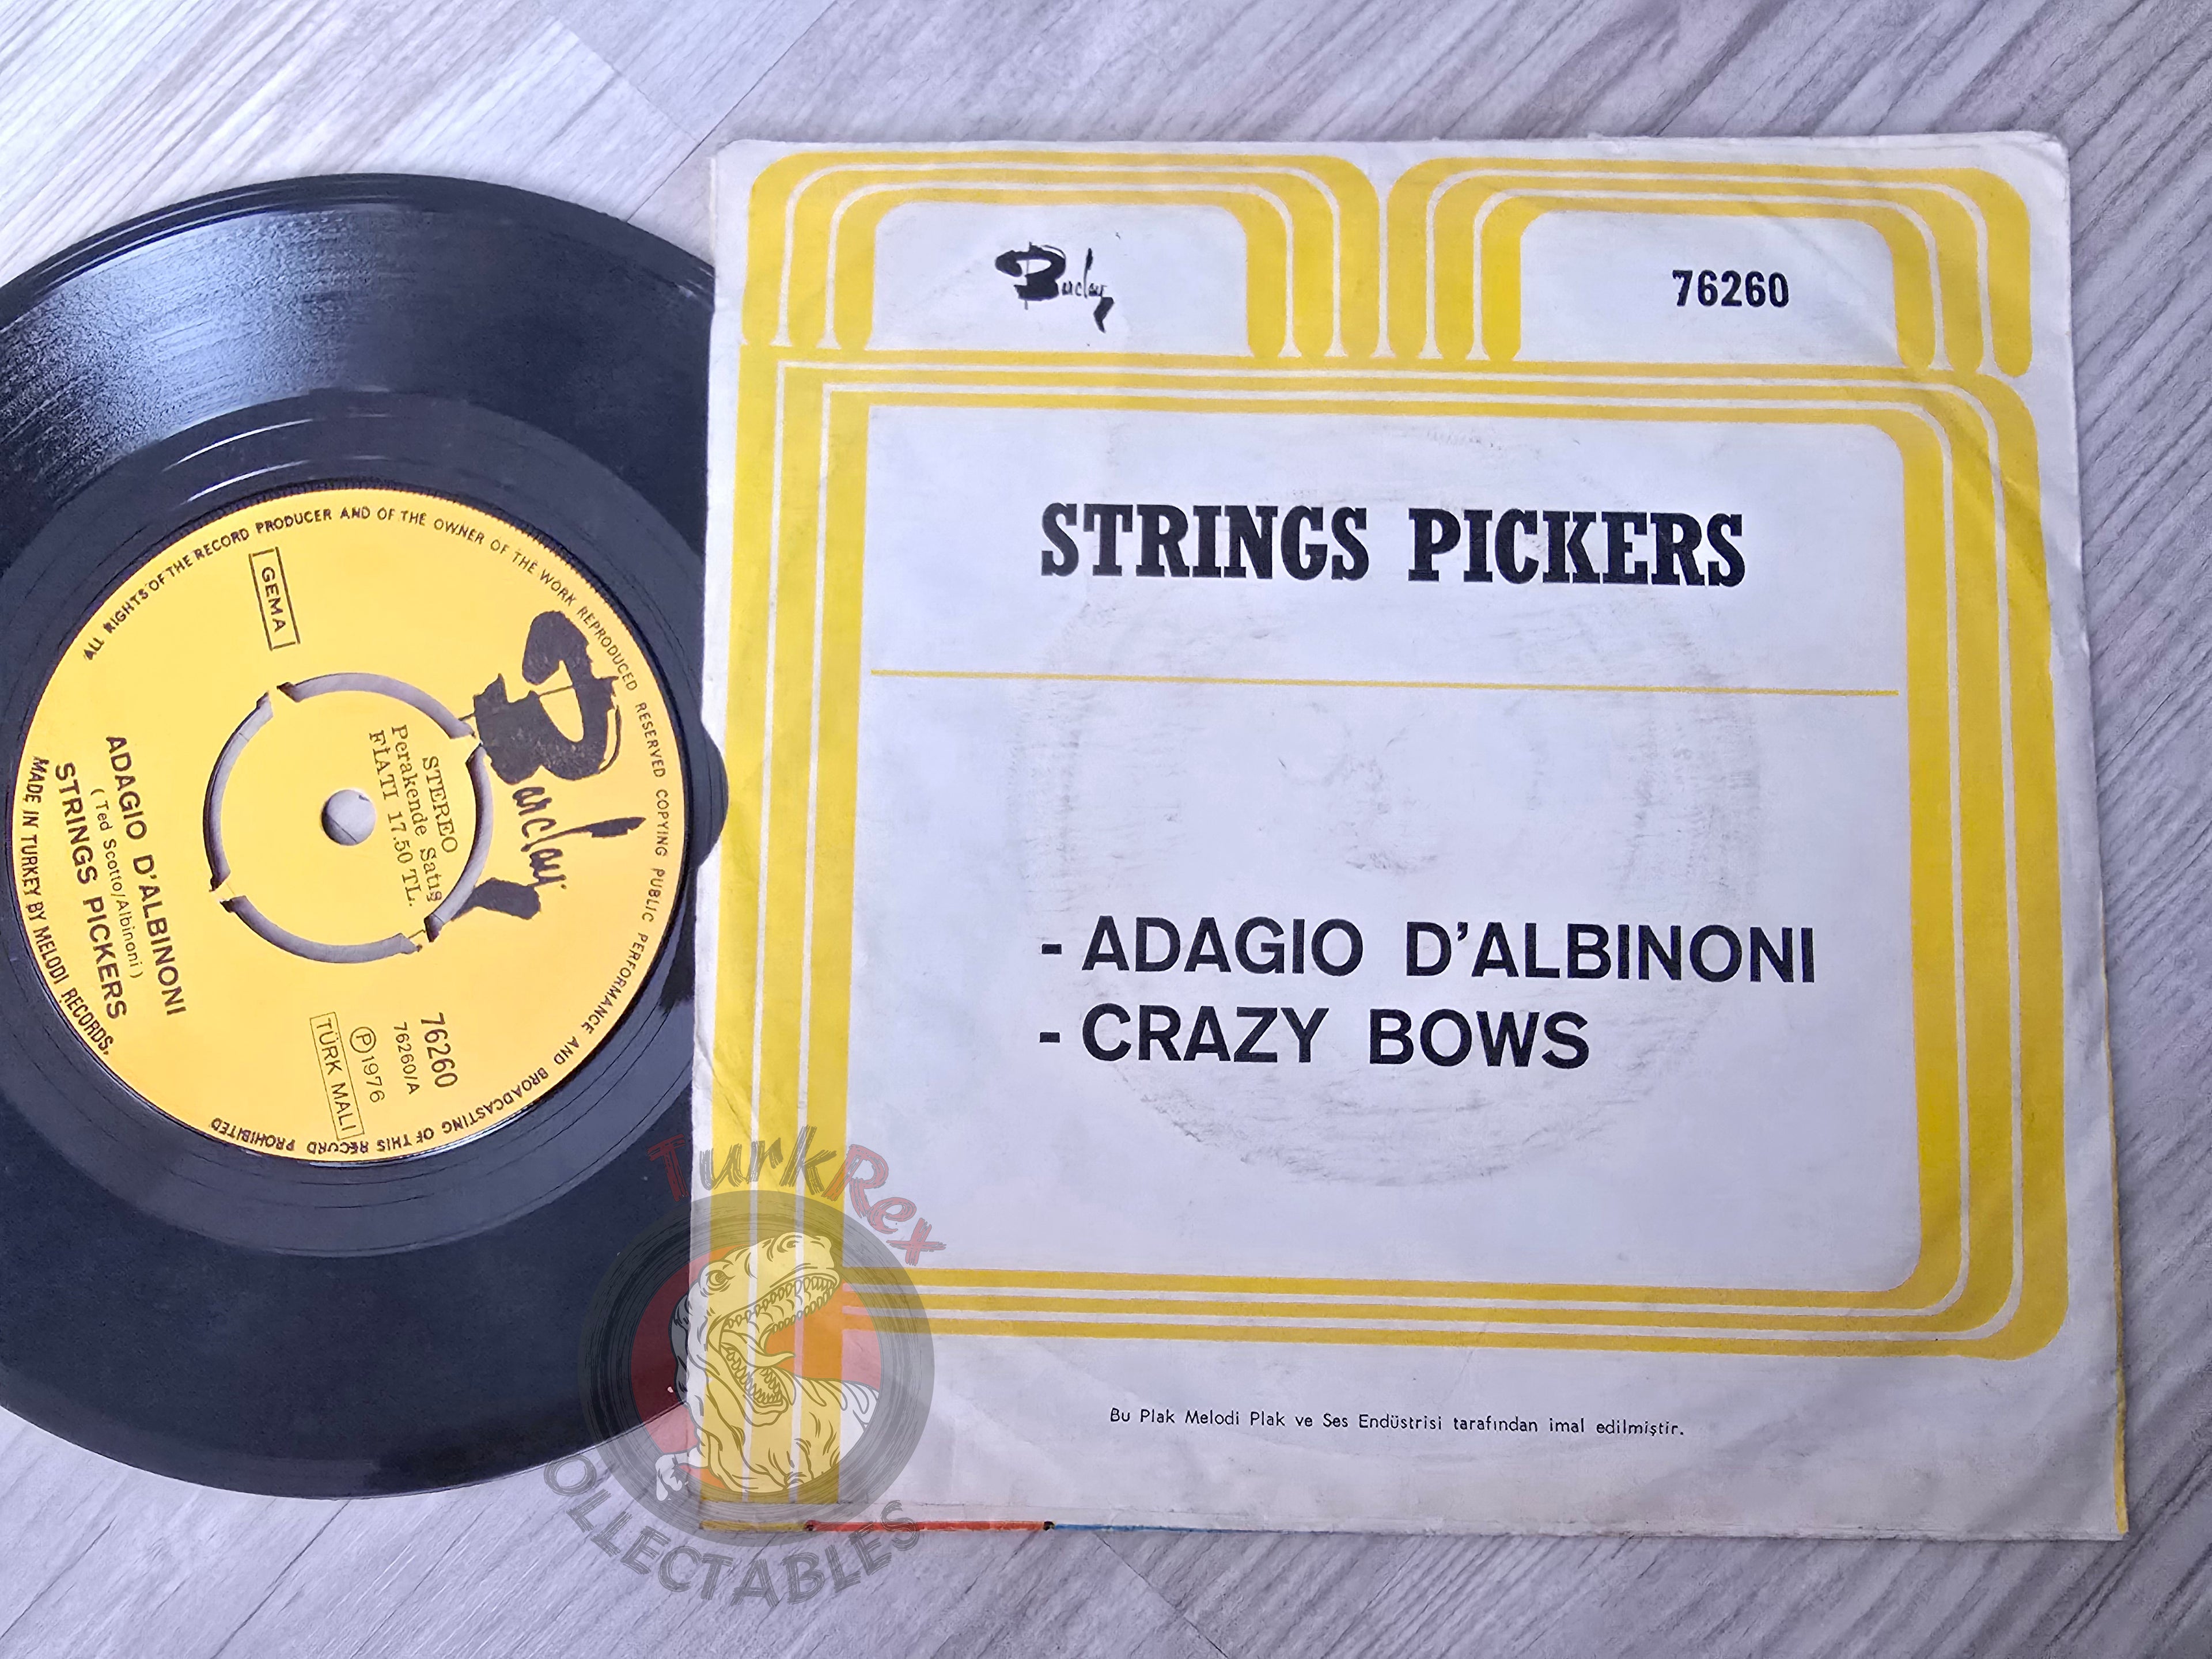 ALL RIGHTS OF THE RECORD PRODUCER AND OF THE OWNER OF THE WORK REPRODUCED RESERVED COPYING PUBLIC PERFORMANCE AND BROADCASTING OF THIS RECORD PROHIBITED
GEMA
Barclay
STEREO
Perakende Satış
FİATI 17.50 TL.
76260
76260/A
Ⓟ1976
TÜRK MALI
ADAGIO D'ALBINONI
(Ted Scotto/Albinoni)
STRINGS PICKERS
MADE IN TURKEY BY MELODI RECORDS,
Barclay
76260
STRINGS PICKERS
- ADAGIO D'ALBINONI
- CRAZY BOWS
Bu Plak Melodi Plak ve Ses Endüstrisi tarafından imal edilmiştir.
TurkRex
COLLECTABLES